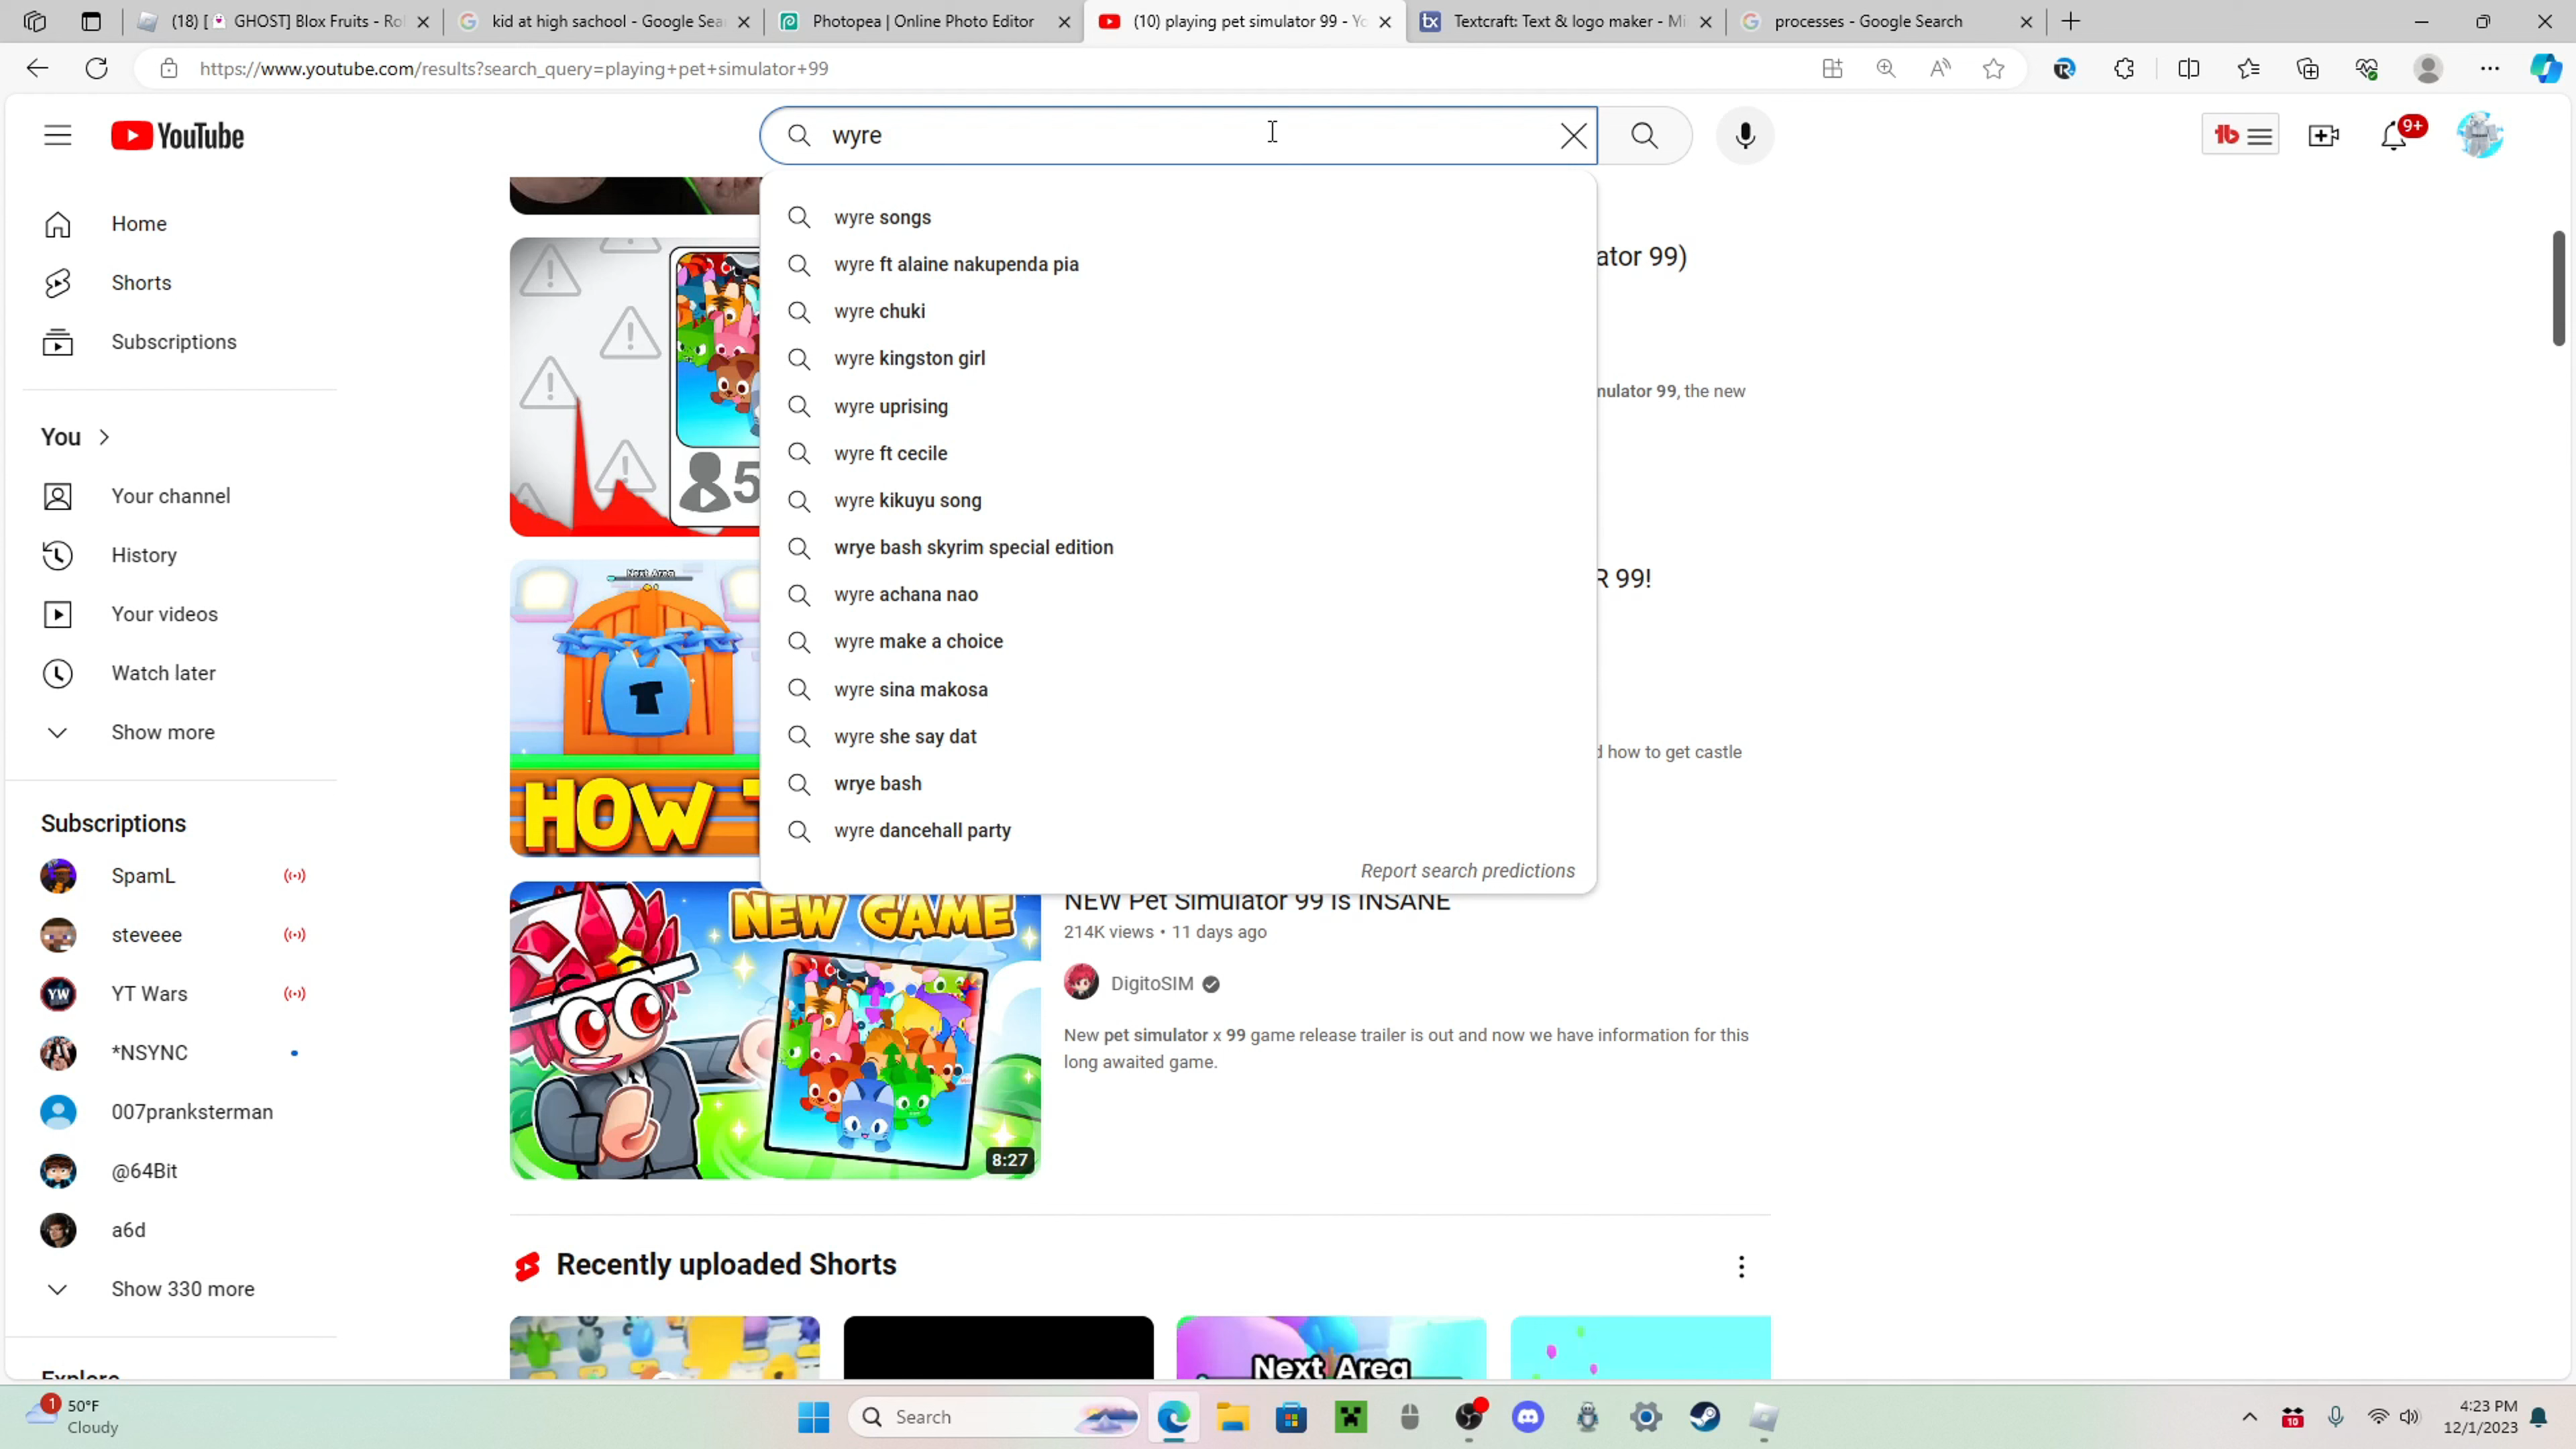 (18) [ GHOST] Blox Fruits - Rol
kid at high sachool - Google Sea
Photopea | Online Photo Editor
(10) playing pet simulator 99 - Yo
Textcraft: Text & logo maker - Mi
processes - Google Search
https://www.youtube.com/results?search_query=playing+pet+simulator+99
YouTube
wyre
9+
Home
Shorts
Subscriptions
You
Your channel
History
Your videos
Watch later
Show more
Subscriptions
SpamL
steveee
YW
YT Wars
*NSYNC
007pranksterman
@64Bit
a6d
Show 330 more
Explore
wyre songs
wyre ft alaine nakupenda pia
wyre chuki
wyre kingston girl
wyre uprising
wyre ft cecile
wyre kikuyu song
wrye bash skyrim special edition
wyre achana nao
wyre make a choice
wyre sina makosa
wyre she say dat
wrye bash
wyre dancehall party
Report search predictions
ator 99)
mulator 99, the new
5
Next Area
R 99!
d how to get castle
HOW T
NEW GAME
8:27
NEW Pet Simulator 99 is INSANE
214K views • 11 days ago
DigitoSIM
New pet simulator x 99 game release trailer is out and now we have information for this
long awaited game.
Recently uploaded Shorts
Next Area
1
50°F
Cloudy
Search
10
4:23 PM
12/1/2023